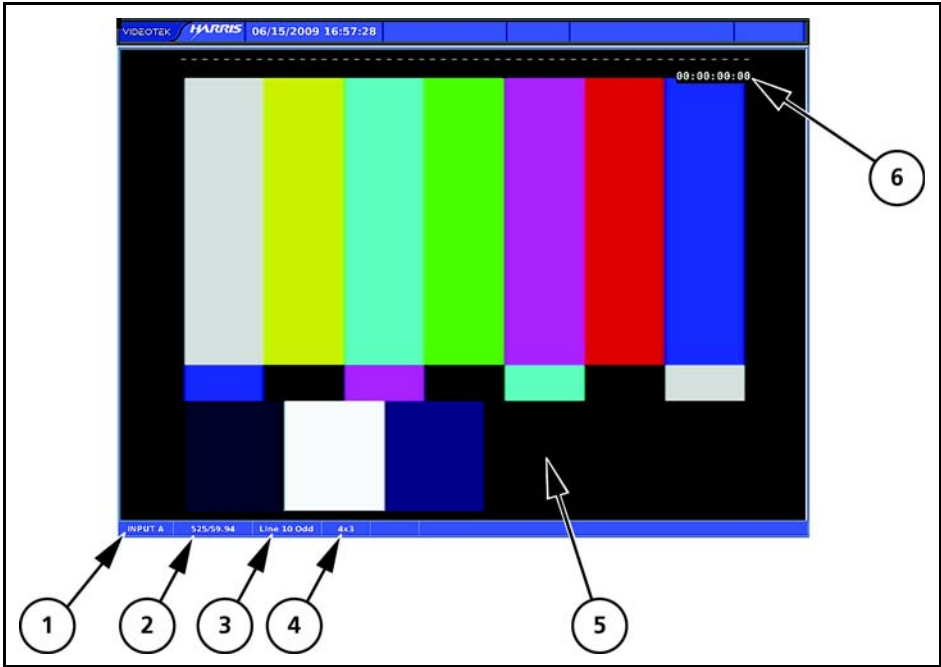 VIDEOTEK HARRIS 06/15/2009 16:57:28
00:00:00:00
6
INPUT A 525/59.94 Line 10 Odd 4x3
1 2 3 4 5